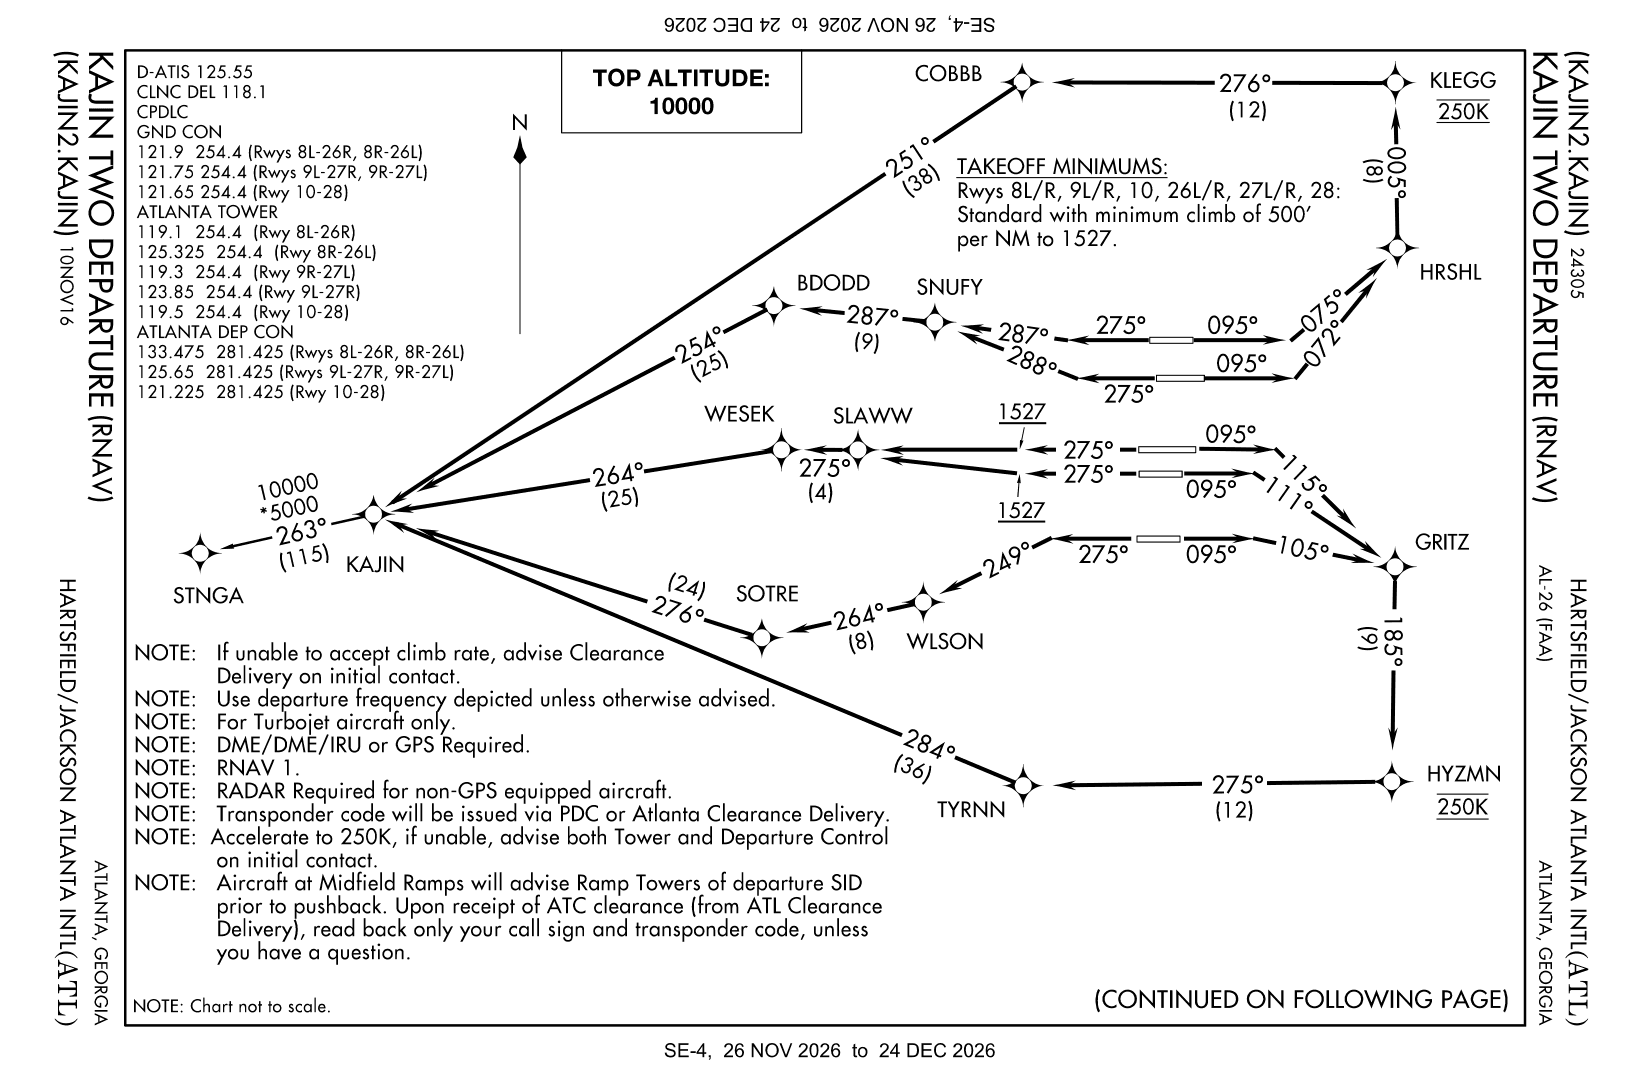 SE-4, 26 NOV 2026 to 24 DEC 2026
KAJIN TWO DEPARTURE (RNAV)
(KAJIN2.KAJIN) 10NOV16
HARTSFIELD/JACKSON ATLANTA INTL(ATL)
ATLANTA, GEORGIA
(KAJIN2.KAJIN) 24305
KAJIN TWO DEPARTURE (RNAV)
AL-26 (FAA)
HARTSFIELD/JACKSON ATLANTA INTL(ATL)
ATLANTA, GEORGIA
D-ATIS 125.55
CLNC DEL 118.1
CPDLC
GND CON
121.9 254.4 (Rwys 8L-26R, 8R-26L)
121.75 254.4 (Rwys 9L-27R, 9R-27L)
121.65 254.4 (Rwy 10-28)
ATLANTA TOWER
119.1 254.4 (Rwy 8L-26R)
125.325 254.4 (Rwy 8R-26L)
119.3 254.4 (Rwy 9R-27L)
123.85 254.4 (Rwy 9L-27R)
119.5 254.4 (Rwy 10-28)
ATLANTA DEP CON
133.475 281.425 (Rwys 8L-26R, 8R-26L)
125.65 281.425 (Rwys 9L-27R, 9R-27L)
121.225 281.425 (Rwy 10-28)
TOP ALTITUDE:
10000
N
COBBB
276°
(12)
KLEGG
250K
251°
(38)
TAKEOFF MINIMUMS:
Rwys 8L/R, 9L/R, 10, 26L/R, 27L/R, 28:
Standard with minimum climb of 500'
per NM to 1527.
005°
(8)
HRSHL
BDODD
SNUFY
287°
(9)
287°
275°
095°
075°
288°
275°
095°
072°
254°
(25)
WESEK
SLAWW
1527
275°
095°
115°
275°
(4)
275°
095°
111°
1527
264°
(25)
10000
*5000
263°
(115)
STNGA
KAJIN
GRITZ
249°
275°
095°
105°
(24)
276°
SOTRE
264°
(8)
WLSON
185°
(9)
284°
(36)
TYRNN
275°
(12)
HYZMN
250K
NOTE: If unable to accept climb rate, advise Clearance
Delivery on initial contact.
NOTE: Use departure frequency depicted unless otherwise advised.
NOTE: For Turbojet aircraft only.
NOTE: DME/DME/IRU or GPS Required.
NOTE: RNAV 1.
NOTE: RADAR Required for non-GPS equipped aircraft.
NOTE: Transponder code will be issued via PDC or Atlanta Clearance Delivery.
NOTE: Accelerate to 250K, if unable, advise both Tower and Departure Control
on initial contact.
NOTE: Aircraft at Midfield Ramps will advise Ramp Towers of departure SID
prior to pushback. Upon receipt of ATC clearance (from ATL Clearance
Delivery), read back only your call sign and transponder code, unless
you have a question.
NOTE: Chart not to scale.
(CONTINUED ON FOLLOWING PAGE)
SE-4, 26 NOV 2026 to 24 DEC 2026